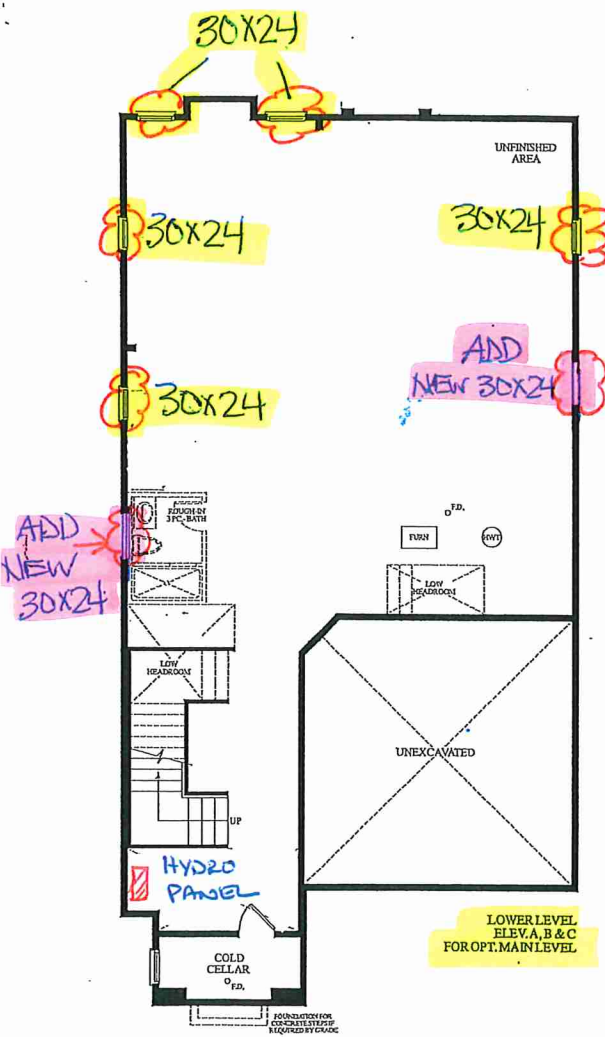 30X24
UNFINISHED
AREA
30X24
30X24
ADD
NEW 30X24
30X24
ROUGH-IN
3 PC. BATH
F.D.
FURN
HWT
ADD
NEW
30X24
LOW
HEADROOM
LOW
HEADROOM
UNEXCAVATED
UP
HYDRO
PANEL
LOWER LEVEL
ELEV. A, B & C
FOR OPT. MAIN LEVEL
COLD
CELLAR
F.D.
FOUNDATION FOR
CONCRETE STEPS IF
REQUIRED BY GRADE